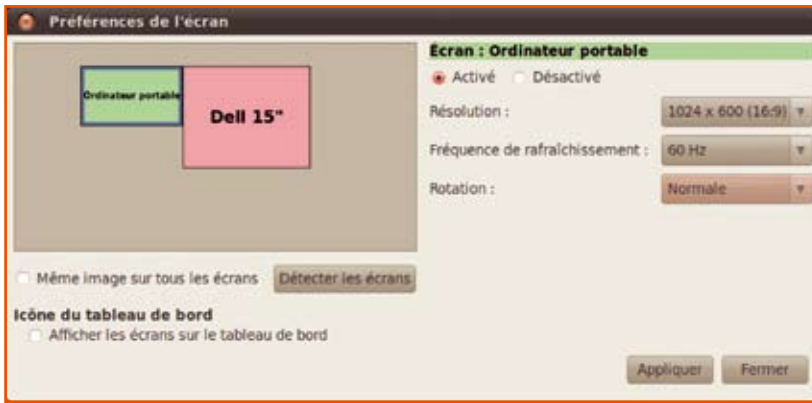 Préférences de l'écran
Ordinateur portable
Dell 15"
Écran : Ordinateur portable
Activé Désactivé
Résolution : 1024 x 600 (16:9)
Fréquence de rafraîchissement : 60 Hz
Rotation : Normale
Même image sur tous les écrans Détecter les écrans
Icône du tableau de bord
Afficher les écrans sur le tableau de bord
Appliquer Fermer